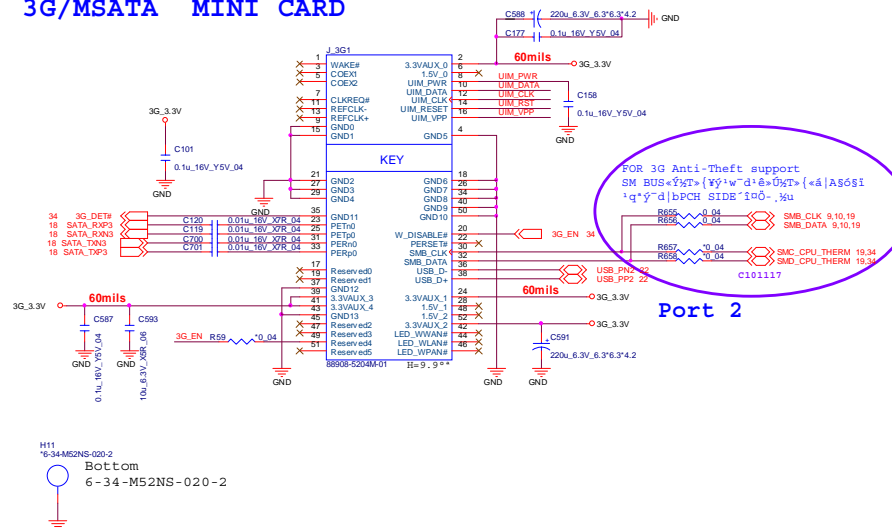 3G/MSATA MINI CARD
C588 + 220u_6.3V_6.3*6.3*4.2
C177 0.1u_16V_Y5V_04
GND
J_3G1
60mils
3G_3.3V
1 WAKE#
3 COEX1
5 COEX2
7 CLKREQ#
11 REFCLK-
13 REFCLK+
9 GND0
15 GND1
3.3VAUX_0 2
1.5V_0 6
UIM_PWR 8 UIM_PWR
UIM_DATA 10 UIM_DATA
UIM_CLK 12 UIM_CLK
UIM_RESET 14 UIM_RST
UIM_VPP 16 UIM_VPP
GND5 4
C158
0.1u_16V_Y5V_04
GND
3G_3.3V
C101
0.1u_16V_Y5V_04
GND
KEY
21 GND2
27 GND3
29 GND4
GND
35 GND11
23 PETn0
25 PETp0
31 PERn0
33 PERp0
34 3G_DET#
18 SATA_RXP3 C120 0.01u_16V_X7R_04
18 SATA_RXN3 C119 0.01u_16V_X7R_04
18 SATA_TXN3 C700 0.01u_16V_X7R_04
18 SATA_TXP3 C701 0.01u_16V_X7R_04
GND6 18
GND7 26
GND8 34
GND9 40
GND10 50
W_DISABLE# 20
PERSET# 22
SMB_CLK 30
SMB_DATA 32
USB_D- 36
USB_D+ 38
3G_EN 34
USB_PN2 22
USB_PP2 22
FOR 3G Anti-Theft support
SM BUS
PCH SIDE
R655 0_04 SMB_CLK 9,10,19
R656 0_04 SMB_DATA 9,10,19
R657 *0_04 SMC_CPU_THERM 19,34
R658 *0_04 SMD_CPU_THERM 19,34
C101117
Port 2
17 Reserved0
19 Reserved1
37 GND12
39 3.3VAUX_3
41 3.3VAUX_4
43 GND13
45 Reserved2
47 Reserved3
49 Reserved4
51 Reserved5
3.3VAUX_1 24
1.5V_1 28
1.5V_2 48
3.3VAUX_2 52
LED_WWAN# 42
LED_WLAN# 44
LED_WPAN# 46
60mils
3G_3.3V
3G_3.3V
C591
220u_6.3V_6.3*6.3*4.2
3G_3.3V
60mils
C587
C593
GND
GND
0.1u_16V_Y5V_04
10u_6.3V_X5R_06
3G_EN R59 *0_04
88908-5204M-01
H=9.9
GND
GND
GND
H11
*6-34-M52NS-020-2
Bottom
6-34-M52NS-020-2